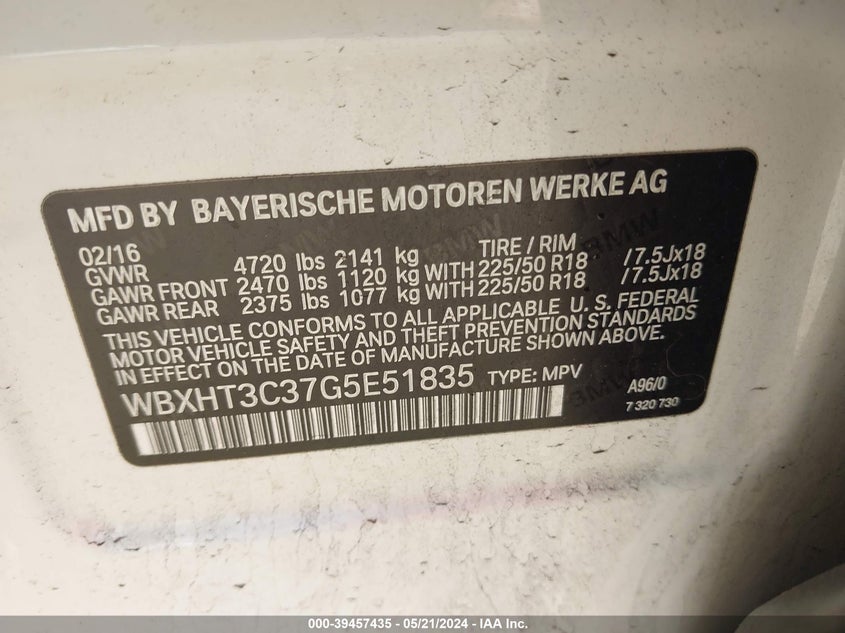 MFD BY BAYERISCHE MOTOREN WERKE AG
02/16 TIRE / RIM
GVWR 4720 lbs 2141 kg
GAWR FRONT 2470 lbs 1120 kg WITH 225/50 R18 /7.5Jx18
GAWR REAR 2375 lbs 1077 kg WITH 225/50 R18 /7.5Jx18
THIS VEHICLE CONFORMS TO ALL APPLICABLE U. S. FEDERAL
MOTOR VEHICLE SAFETY AND THEFT PREVENTION STANDARDS
IN EFFECT ON THE DATE OF MANUFACTURE SHOWN ABOVE.
WBXHT3C37G5E51835 TYPE: MPV A96/0
7 320 730
000-39457435 - 05/21/2024 - IAA Inc.